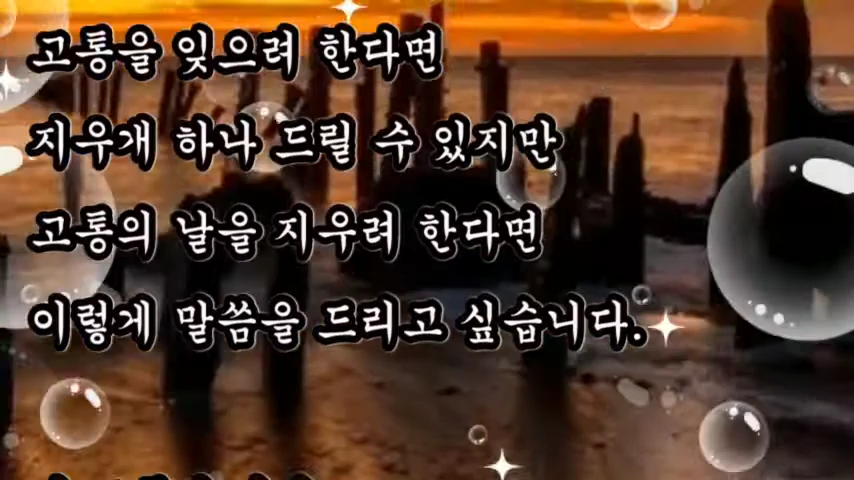 고통을 잊으려 한다면
지우개 하나 드릴 수 있지만
고통의 날을 지우려 한다면
이렇게 말씀을 드리고 싶습니다.